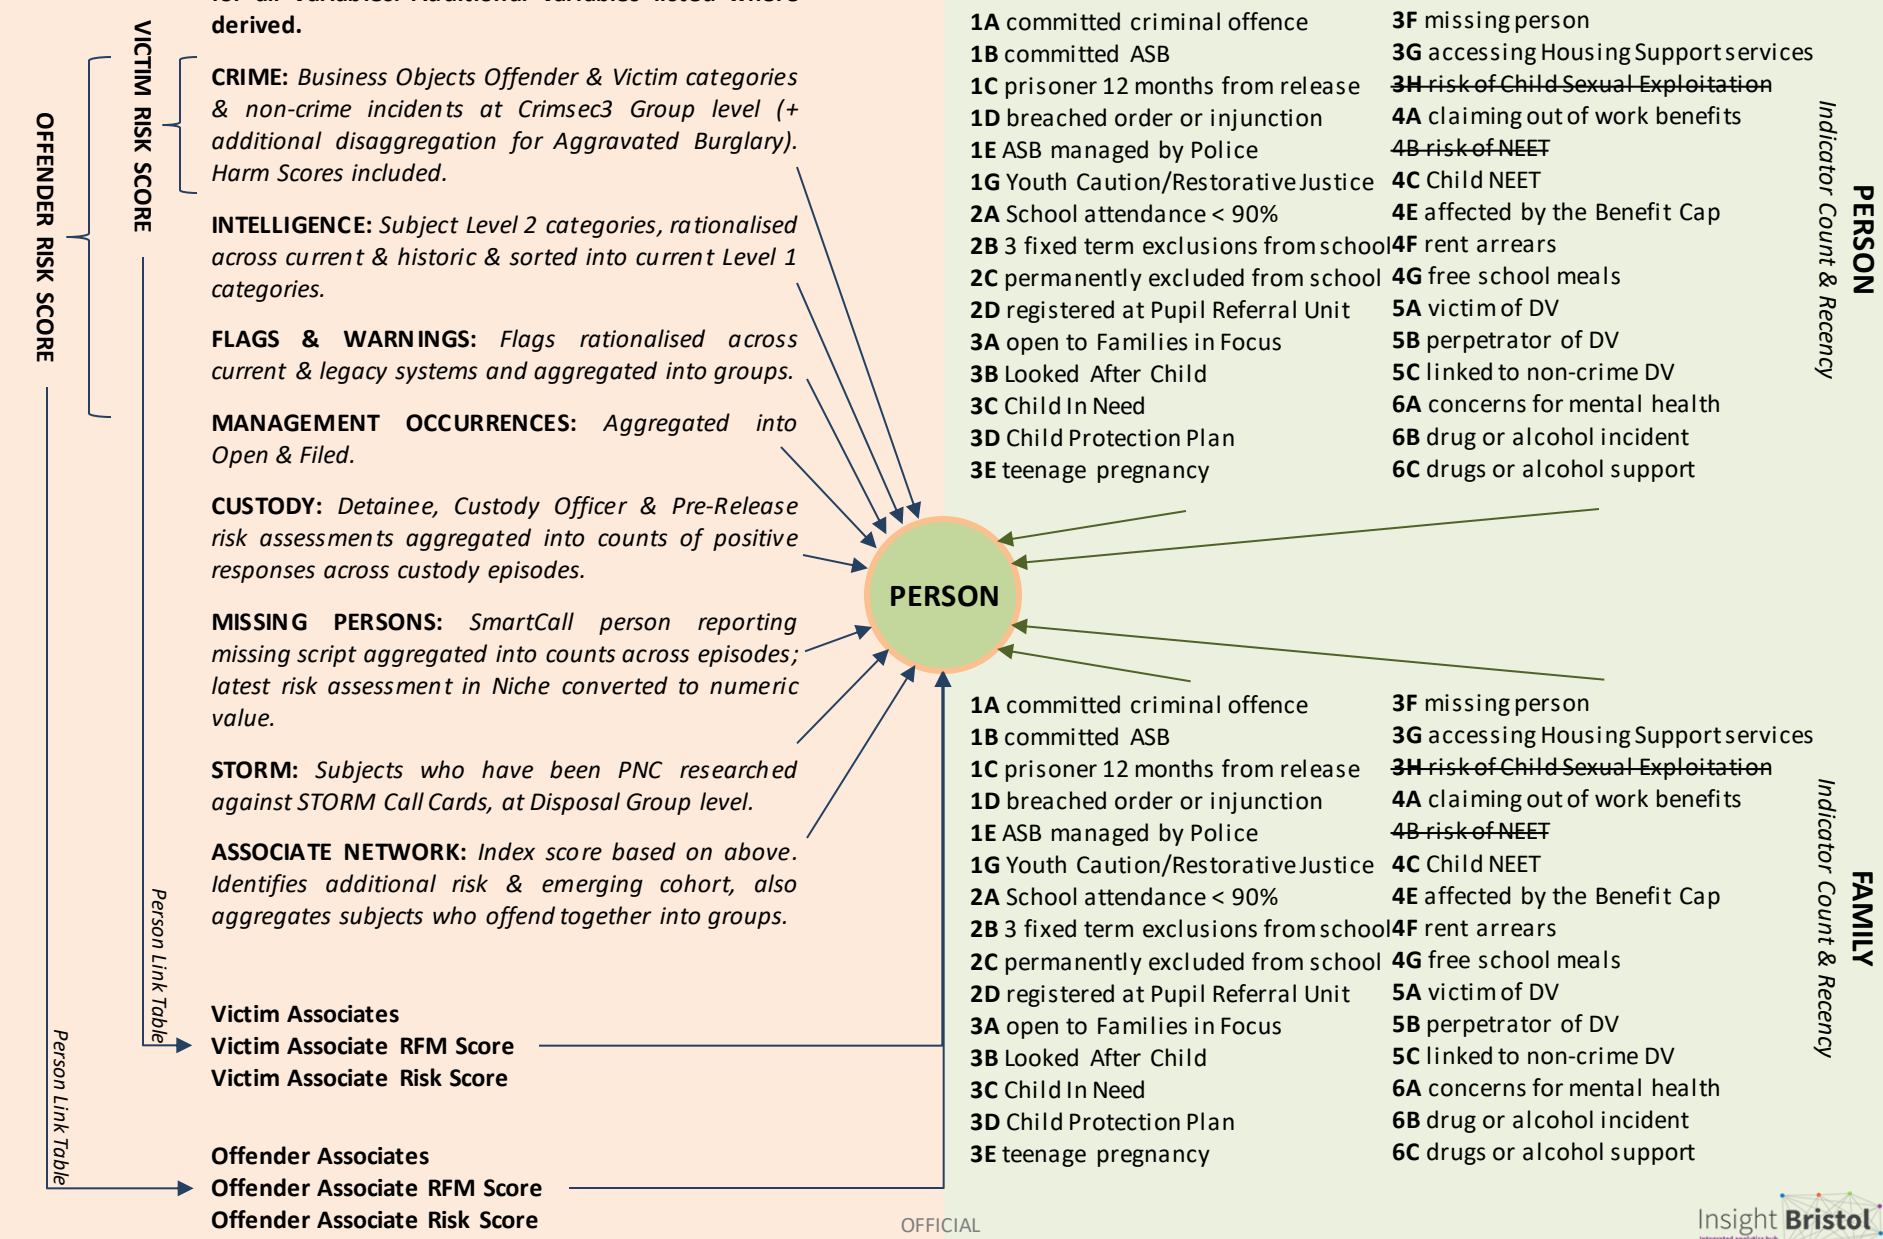 derived.
CRIME: Business Objects Offender & Victim categories
& non-crime incidents at Crimsec3 Group level (+
additional disaggregation for Aggravated Burglary).
Harm Scores included.
INTELLIGENCE: Subject Level 2 categories, rationalised
across current & historic & sorted into current Level 1
categories.
FLAGS & WARNINGS: Flags rationalised across
current & legacy systems and aggregated into groups.
MANAGEMENT OCCURRENCES: Aggregated into
Open & Filed.
CUSTODY: Detainee, Custody Officer & Pre-Release
risk assessments aggregated into counts of positive
responses across custody episodes.
MISSING PERSONS: SmartCall person reporting
missing script aggregated into counts across episodes;
latest risk assessment in Niche converted to numeric
value.
STORM: Subjects who have been PNC researched
against STORM Call Cards, at Disposal Group level.
ASSOCIATE NETWORK: Index score based on above.
Identifies additional risk & emerging cohort, also
aggregates subjects who offend together into groups.
VICTIM RISK SCORE
OFFENDER RISK SCORE
Person Link Table
Person Link Table
Victim Associates
Victim Associate RFM Score
Victim Associate Risk Score
Offender Associates
Offender Associate RFM Score
Offender Associate Risk Score
PERSON
1A committed criminal offence
1B committed ASB
1C prisoner 12 months from release
1D breached order or injunction
1E ASB managed by Police
1G Youth Caution/Restorative Justice
2A School attendance < 90%
2B 3 fixed term exclusions from school
2C permanently excluded from school
2D registered at Pupil Referral Unit
3A open to Families in Focus
3B Looked After Child
3C Child In Need
3D Child Protection Plan
3E teenage pregnancy
3F missing person
3G accessing Housing Support services
3H risk of Child Sexual Exploitation
4A claiming out of work benefits
4B risk of NEET
4C Child NEET
4E affected by the Benefit Cap
4F rent arrears
4G free school meals
5A victim of DV
5B perpetrator of DV
5C linked to non-crime DV
6A concerns for mental health
6B drug or alcohol incident
6C drugs or alcohol support
PERSON
Indicator Count & Recency
1A committed criminal offence
1B committed ASB
1C prisoner 12 months from release
1D breached order or injunction
1E ASB managed by Police
1G Youth Caution/Restorative Justice
2A School attendance < 90%
2B 3 fixed term exclusions from school
2C permanently excluded from school
2D registered at Pupil Referral Unit
3A open to Families in Focus
3B Looked After Child
3C Child In Need
3D Child Protection Plan
3E teenage pregnancy
3F missing person
3G accessing Housing Support services
3H risk of Child Sexual Exploitation
4A claiming out of work benefits
4B risk of NEET
4C Child NEET
4E affected by the Benefit Cap
4F rent arrears
4G free school meals
5A victim of DV
5B perpetrator of DV
5C linked to non-crime DV
6A concerns for mental health
6B drug or alcohol incident
6C drugs or alcohol support
FAMILY
Indicator Count & Recency
OFFICIAL
Insight Bristol